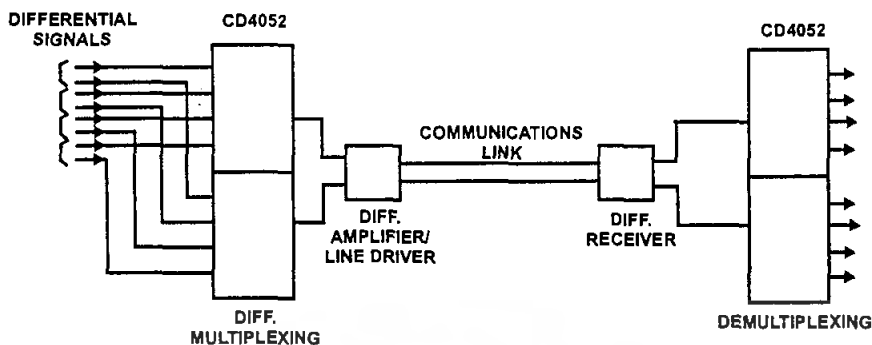 DIFFERENTIAL
SIGNALS
CD4052
CD4052
COMMUNICATIONS
LINK
DIFF.
AMPLIFIER/
LINE DRIVER
DIFF.
RECEIVER
DIFF.
MULTIPLEXING
DEMULTIPLEXING